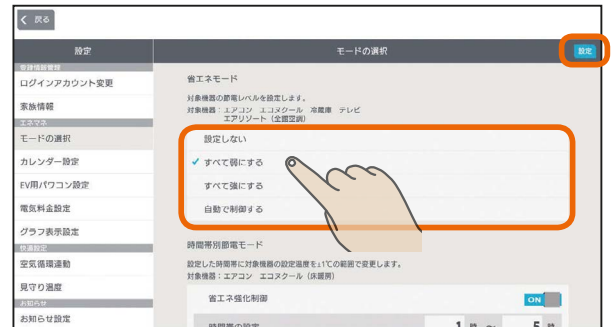 戻る
設定
モードの選択
設定
登録情報管理
ログインアカウント変更
家族情報
エネマネ
モードの選択
カレンダー設定
EV用パワコン設定
電気料金設定
グラフ表示設定
快適設定
空気循環連動
見守り温度
お知らせ
お知らせ設定
省エネモード
対象機器の節電レベルを設定します。
対象機器：エアコン エコヌクール 冷蔵庫 テレビ
エアリゾート（全館空調）
設定しない
すべて弱にする
すべて強にする
自動で制御する
時間帯別節電モード
設定した時間帯に対象機器の設定温度を±1℃の範囲で変更します。
対象機器：エアコン エコヌクール（床暖房）
省エネ強化制御
ON
時間帯の設定
1 時 ～ 5 時